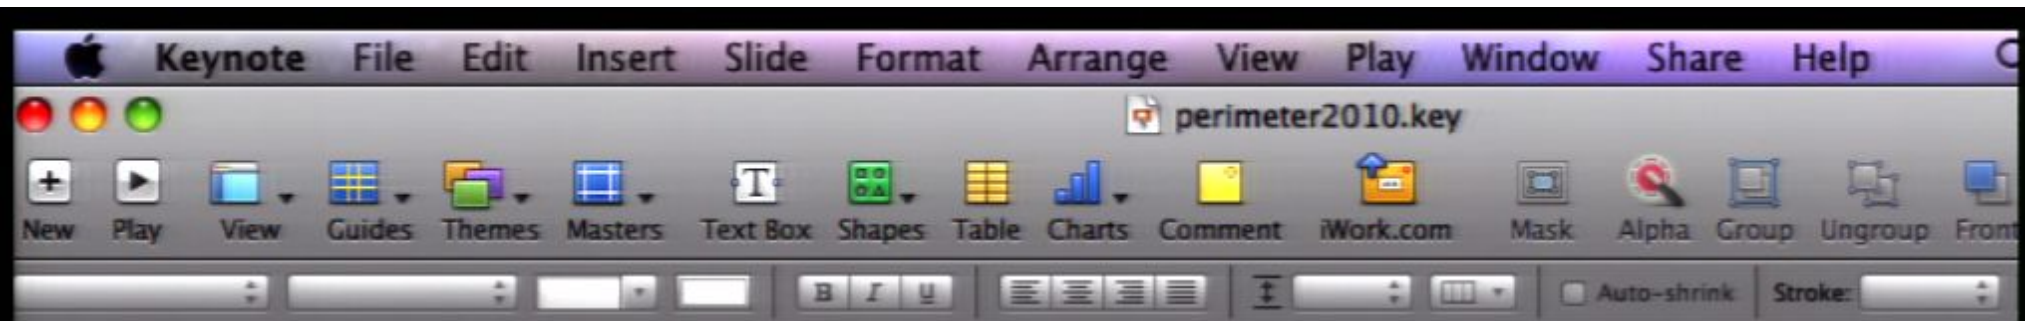 Keynote File Edit Insert Slide Format Arrange View Play Window Share Help
perimeter2010.key
New Play View Guides Themes Masters Text Box Shapes Table Charts Comment iWork.com Mask Alpha Group Ungroup Front
B I U Auto-shrink Stroke: